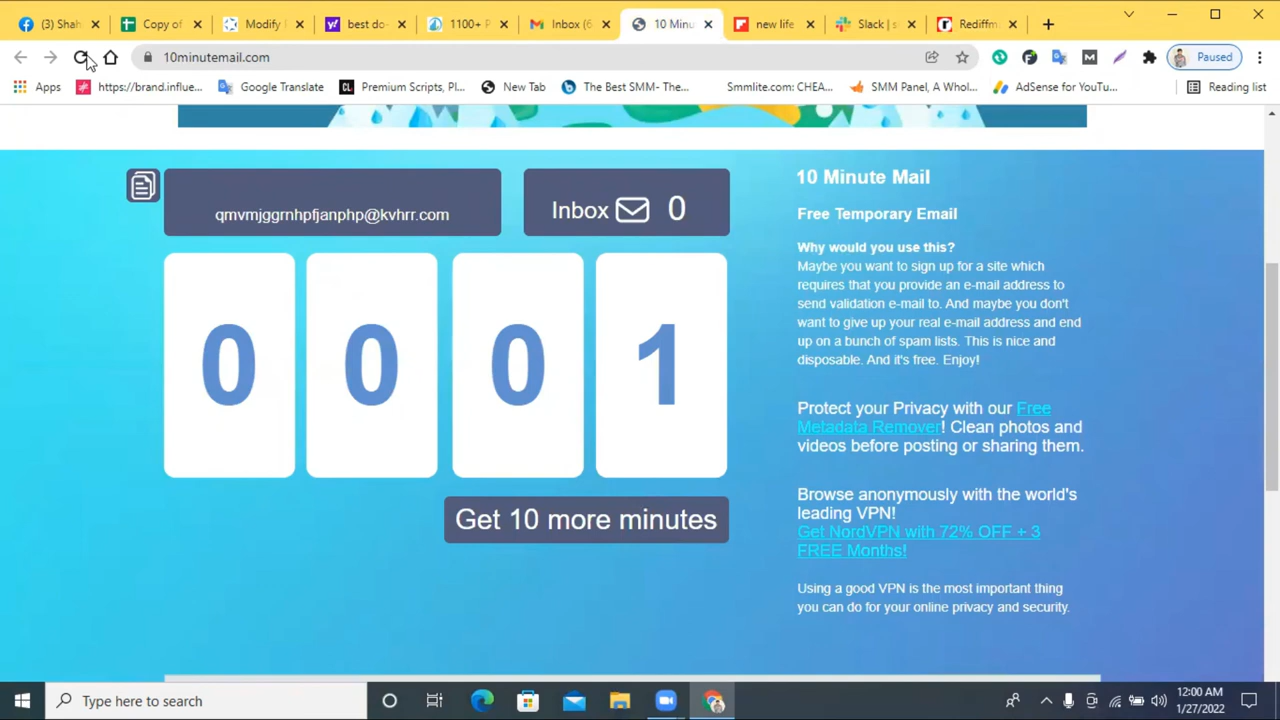 (3) Shah
Copy of
Modify
best do
1100+ P
Inbox (6
10 Minu
new life
Slack | s
Rediffm
10minutemail.com
Paused
Apps
https://brand.influe...
Google Translate
Premium Scripts, Pl...
New Tab
The Best SMM- The...
Smmlite.com: CHEA...
SMM Panel, A Whol...
AdSense for YouTu...
Reading list
qmvmjggrnhpfjanphp@kvhrr.com
Inbox 0
0 0 0 1
Get 10 more minutes
10 Minute Mail
Free Temporary Email
Why would you use this?
Maybe you want to sign up for a site which
requires that you provide an e-mail address to
send validation e-mail to. And maybe you don't
want to give up your real e-mail address and end
up on a bunch of spam lists. This is nice and
disposable. And it's free. Enjoy!
Protect your Privacy with our Free
Metadata Remover! Clean photos and
videos before posting or sharing them.
Browse anonymously with the world's
leading VPN!
Get NordVPN with 72% OFF + 3
FREE Months!
Using a good VPN is the most important thing
you can do for your online privacy and security.
Type here to search
12:00 AM
1/27/2022